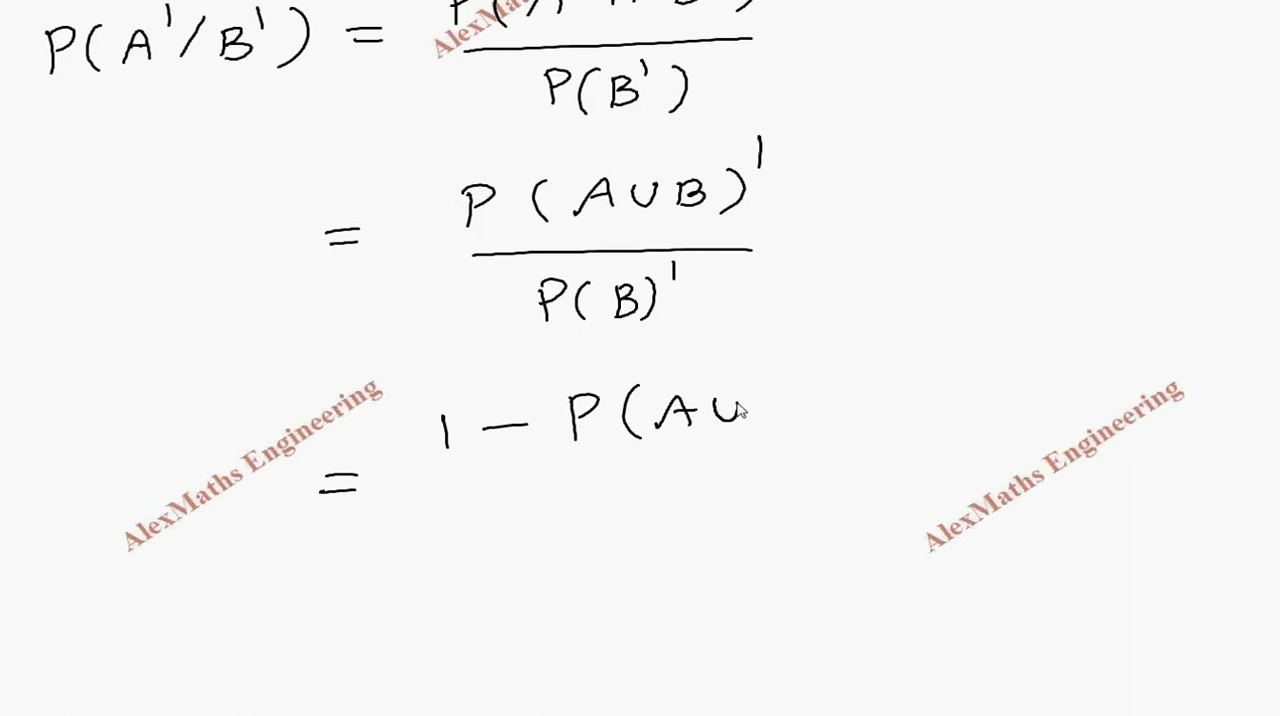 P(A'/B') =
P(B')
= P(A∪B)'
P(B)'
1 - P(A∪
=
AlexMaths Engineering
AlexMaths Engineering